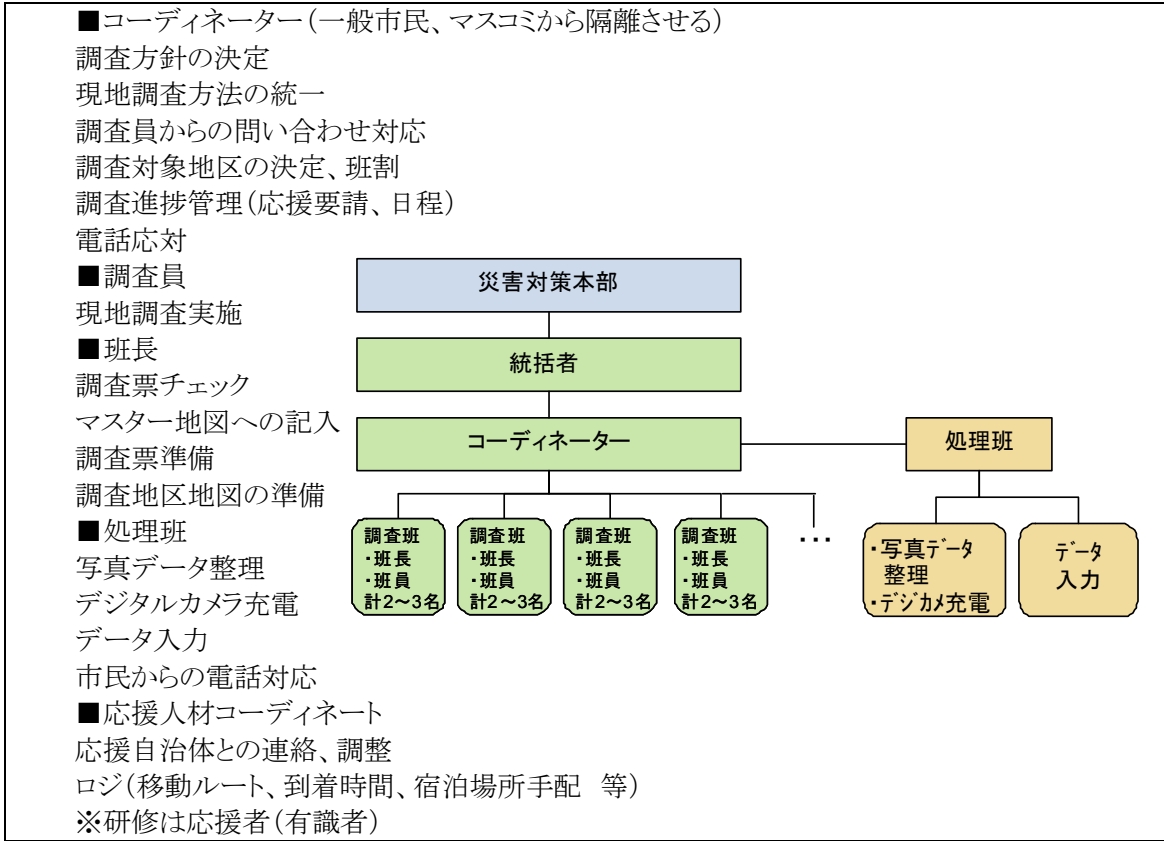 ■コーディネーター(一般市民、マスコミから隔離させる)
調査方針の決定
現地調査方法の統一
調査員からの問い合わせ対応
調査対象地区の決定、班割
調査進捗管理(応援要請、日程)
電話応対
■調査員
現地調査実施
■班長
調査票チェック
マスター地図への記入
調査票準備
調査地区地図の準備
■処理班
写真データ整理
デジタルカメラ充電
データ入力
市民からの電話対応
■応援人材コーディネート
応援自治体との連絡、調整
ロジ(移動ルート、到着時間、宿泊場所手配　等)
※研修は応援者(有識者)
災害対策本部
統括者
コーディネーター
処理班
調査班
・班長
・班員
計2～3名
調査班
・班長
・班員
計2～3名
調査班
・班長
・班員
計2～3名
調査班
・班長
・班員
計2～3名
…
・写真ﾃﾞｰﾀ
整理
・ﾃﾞｼﾞｶﾒ充電
ﾃﾞｰﾀ
入力